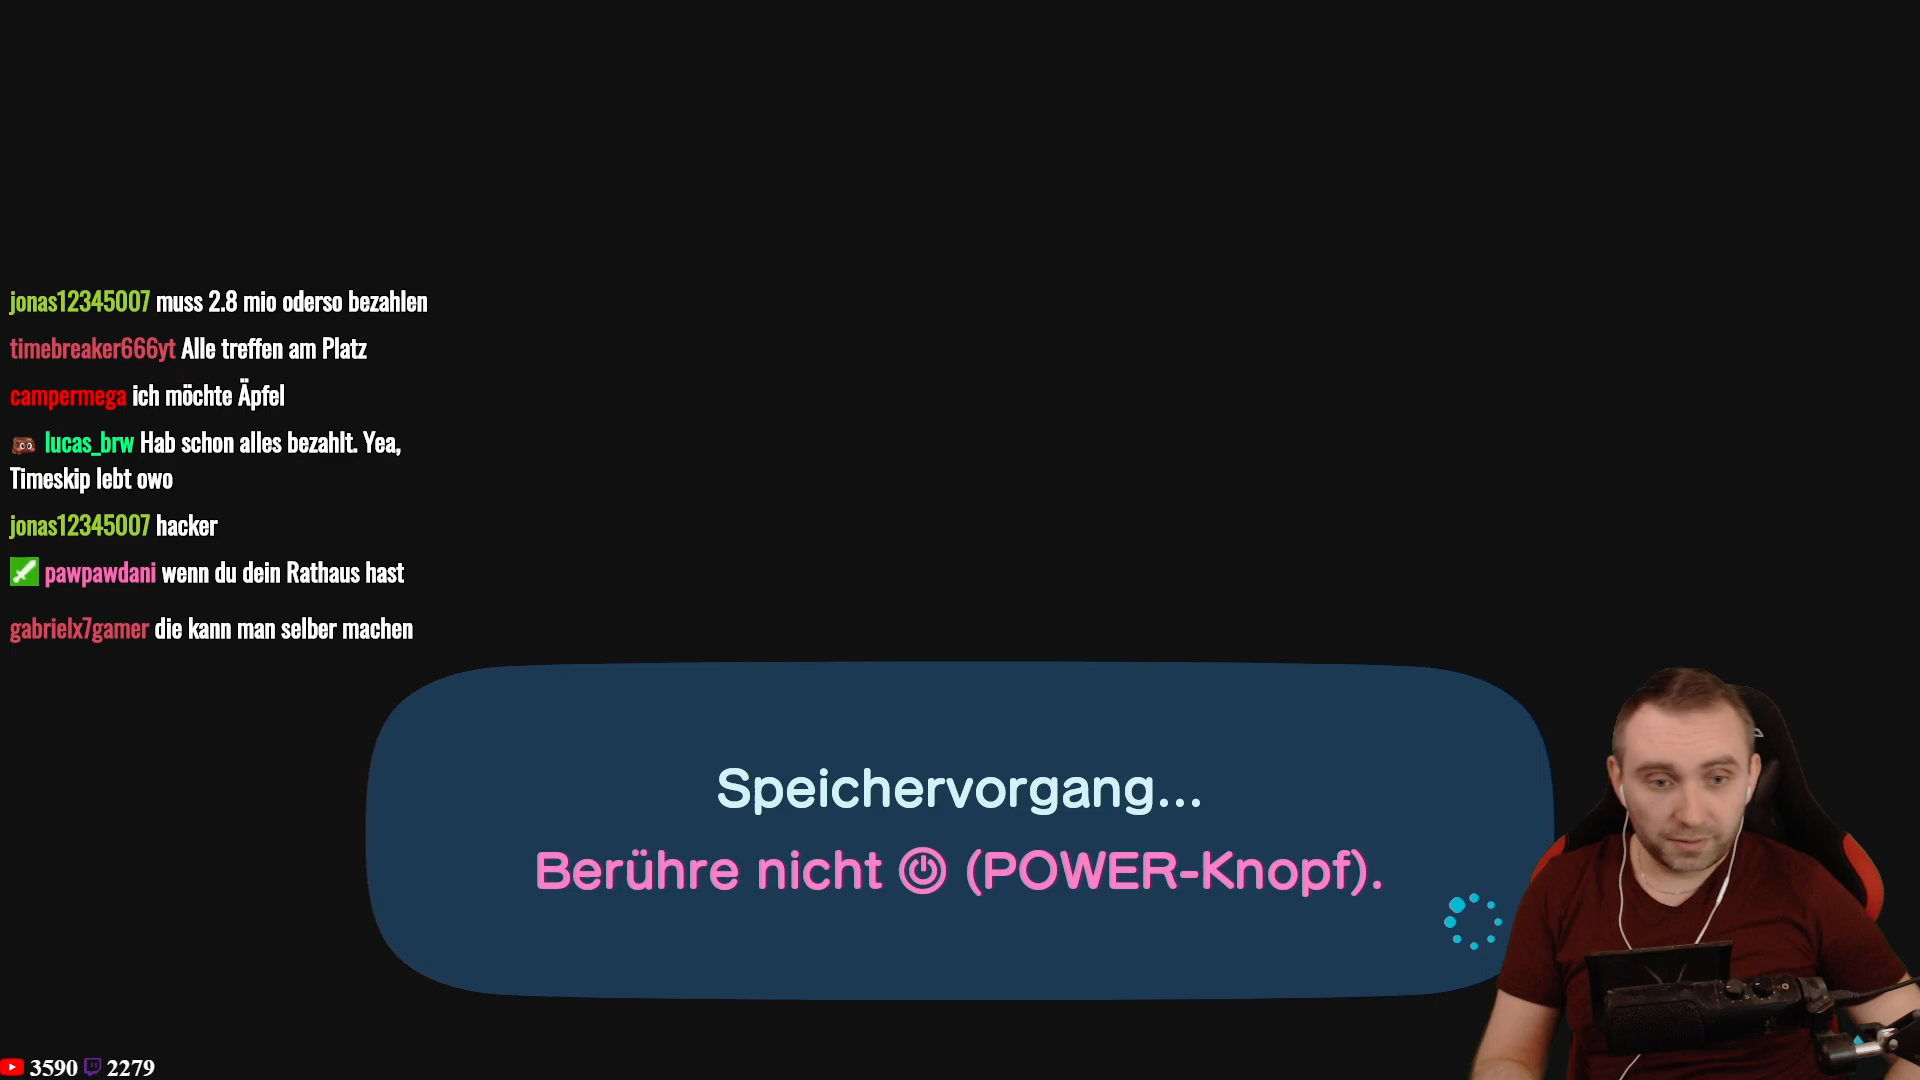 jonas12345007 muss 2.8 mio oderso bezahlen
timebreaker666yt Alle treffen am Platz
campermega ich möchte Äpfel
lucas_brw Hab schon alles bezahlt. Yea,
Timeskip lebt owo
jonas12345007 hacker
pawpawdani wenn du dein Rathaus hast
gabrielx7gamer die kann man selber machen
Speichervorgang...
Berühre nicht (POWER-Knopf).
3590 2279